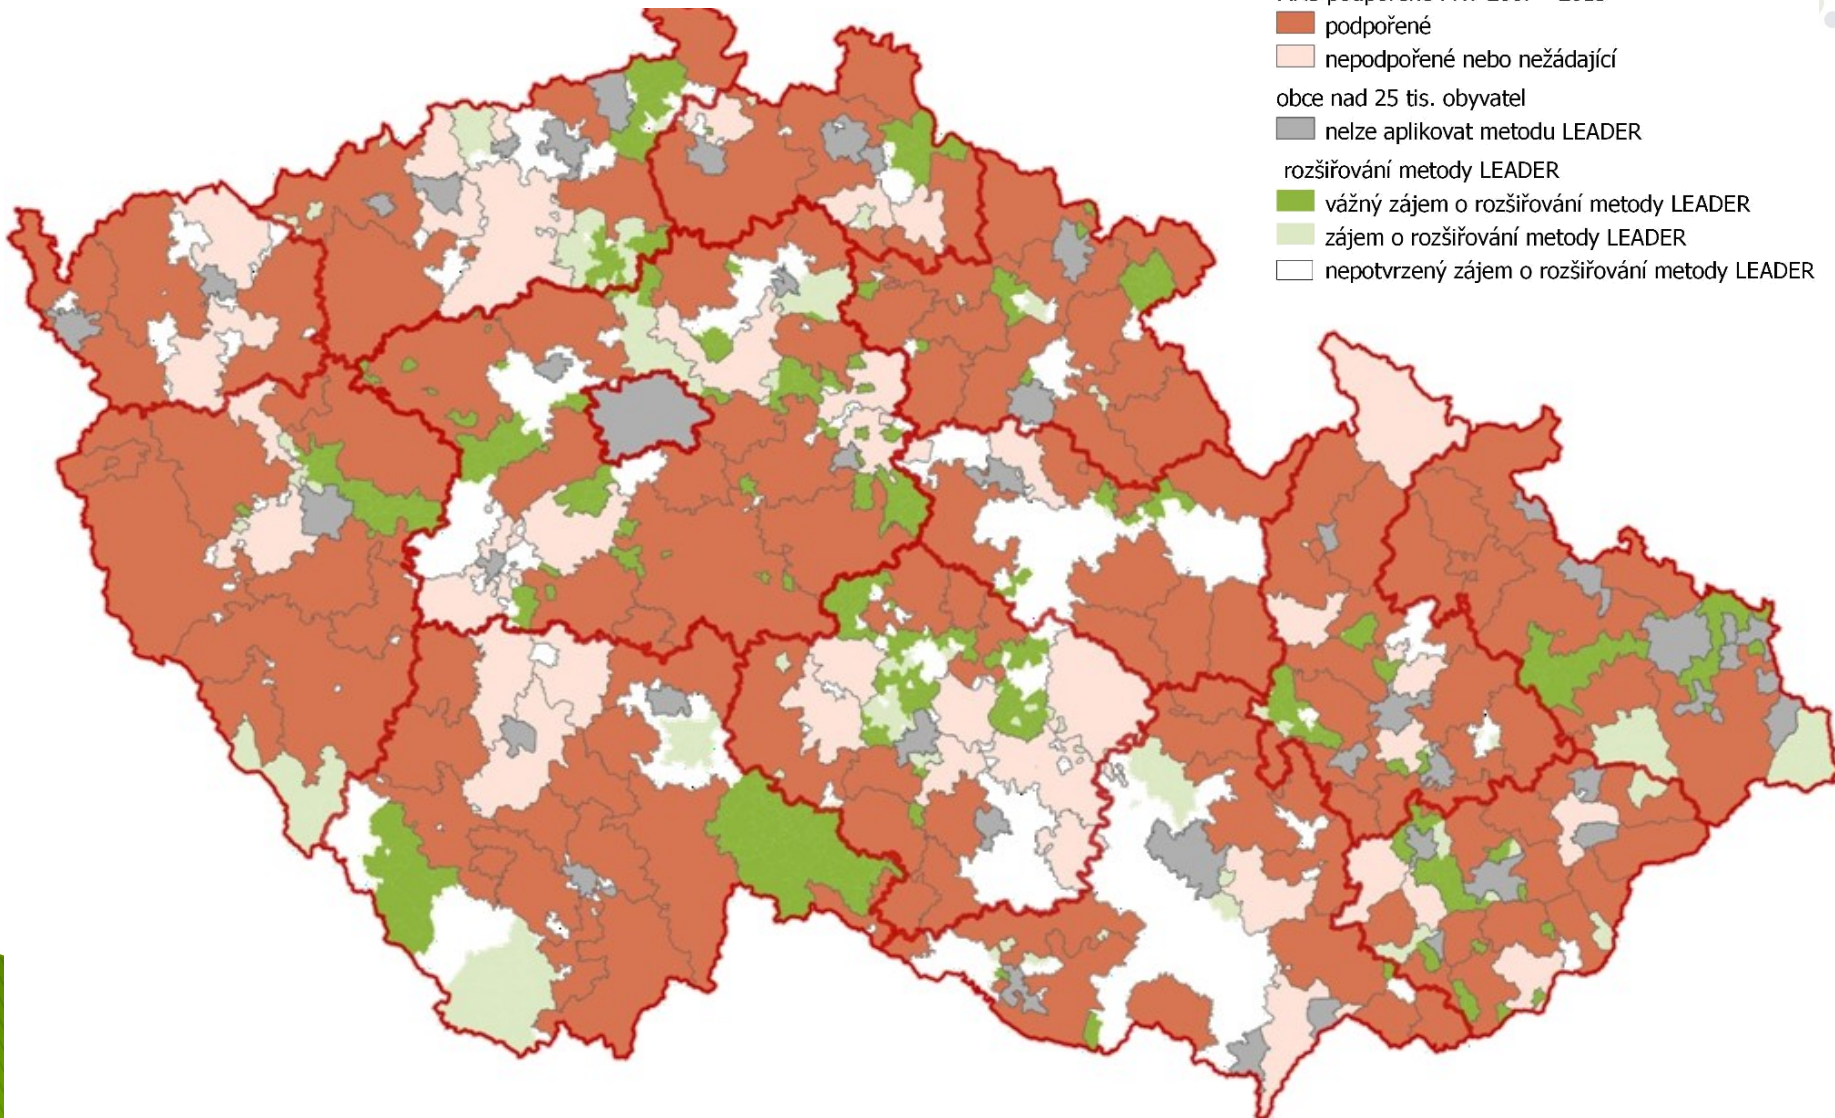 podpořené
nepodpořené nebo nežádající
obce nad 25 tis. obyvatel
nelze aplikovat metodu LEADER
rozšiřování metody LEADER
vážný zájem o rozšiřování metody LEADER
zájem o rozšiřování metody LEADER
nepotvrzený zájem o rozšiřování metody LEADER